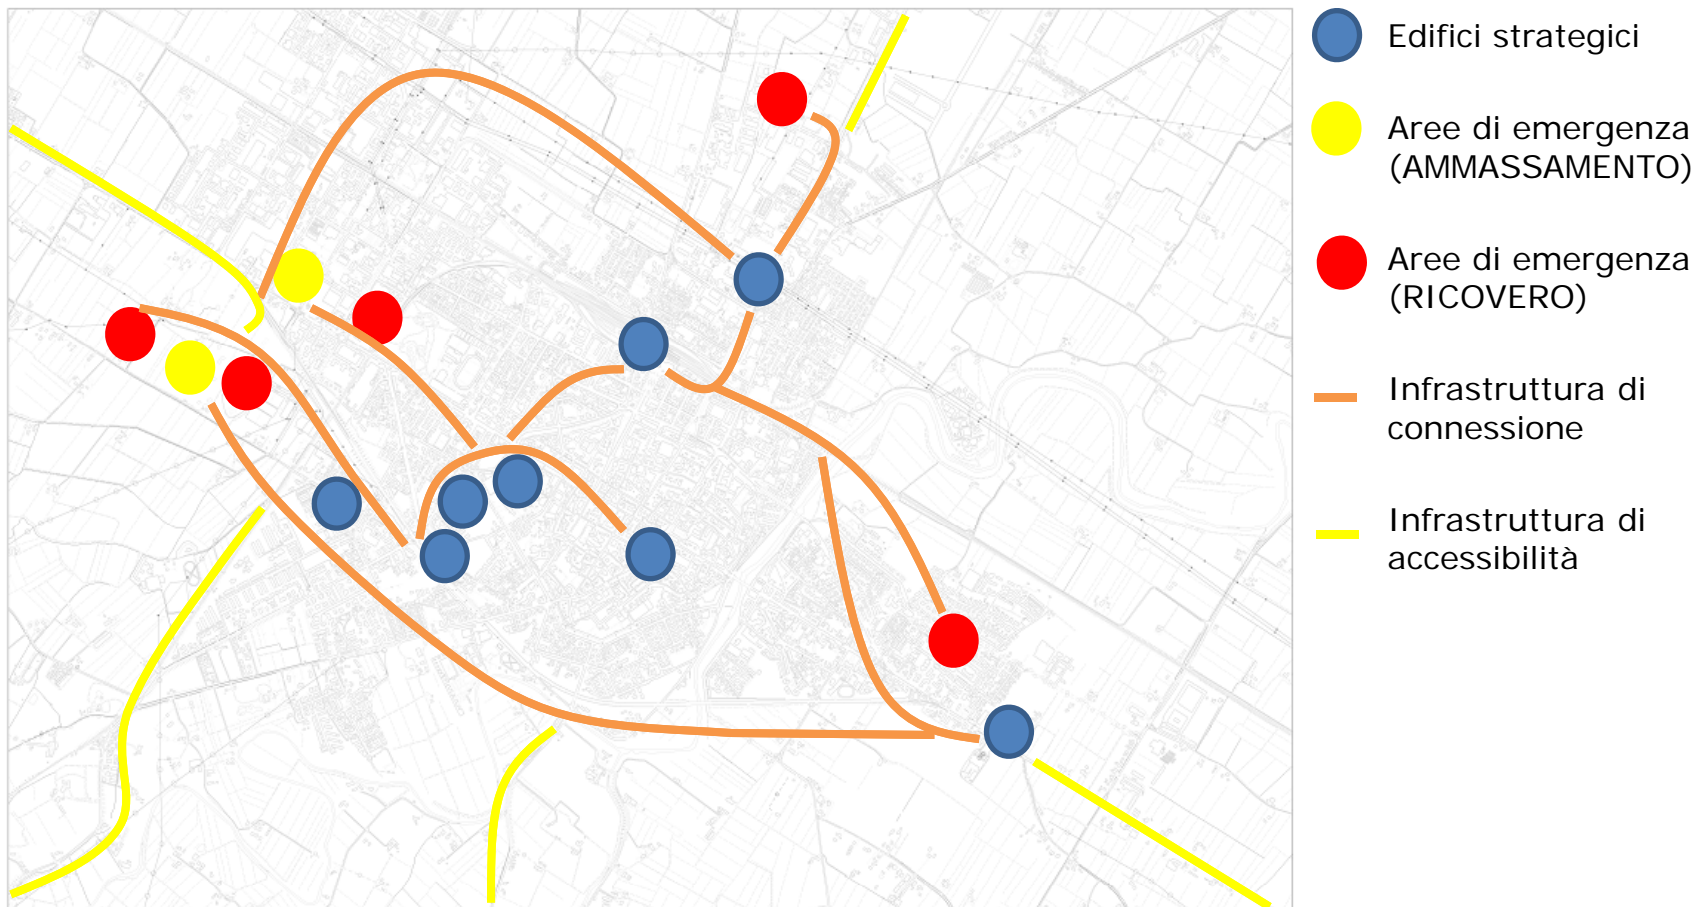 Edifici strategici
Aree di emergenza
(AMMASSAMENTO)
Aree di emergenza
(RICOVERO)
Infrastruttura di
connessione
Infrastruttura di
accessibilità